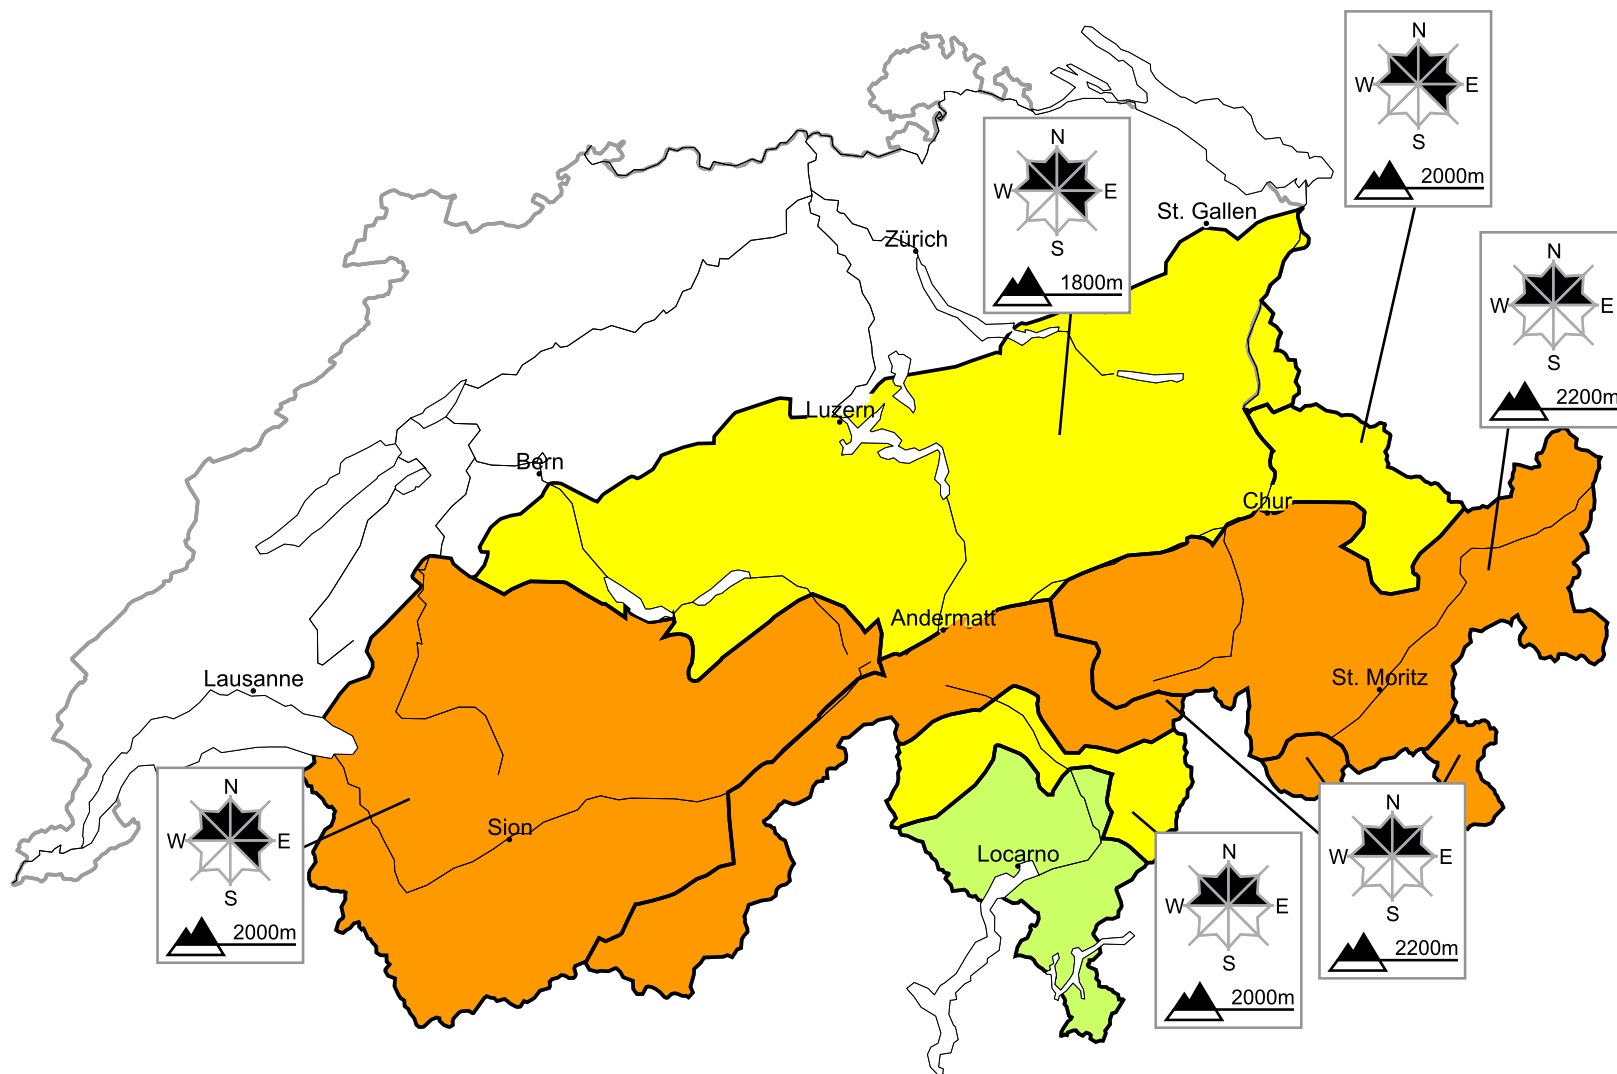 N
W E
S
2000m
N
W E
S
1800m
St. Gallen
Zürich
N
W E
S
2200m
Luzern
Bern
Chur
Andermatt
Lausanne
St. Moritz
N
W E
S
2000m
Sion
Locarno
N
W E
S
2200m
N
W E
S
2000m